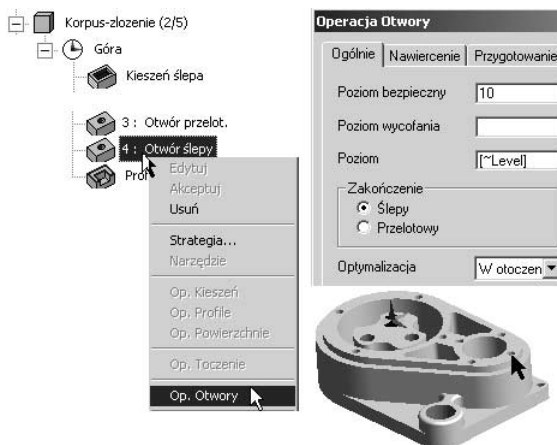 Korpus-zlozenie (2/5)
Góra
Kieszeń ślepa
3 : Otwór przelot.
4 : Otwór ślepy
Edytuj
Akceptuj
Usuń
Strategia...
Narzędzie
Op. Kieszeń
Op. Profile
Op. Powierzchnie
Op. Toczenie
Op. Otwory
Operacja Otwory
Ogólnie Nawiercenie Przygotowanie
Poziom bezpieczny 10
Poziom wycofania
Poziom [~Level]
Zakończenie
Ślepy
Przelotowy
Optymalizacja W otoczen